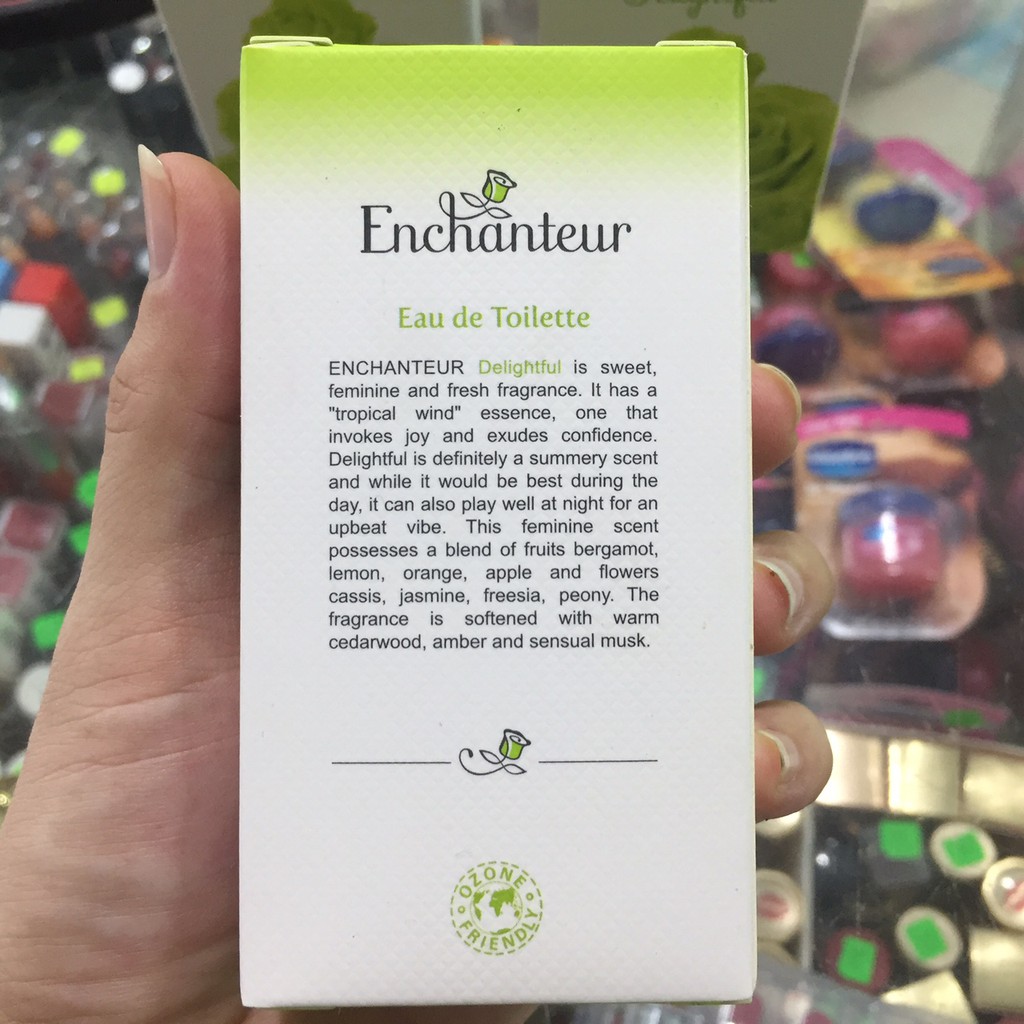 Enchanteur
Eau de Toilette
ENCHANTEUR Delightful is sweet,
feminine and fresh fragrance. It has a
"tropical wind" essence, one that
invokes joy and exudes confidence.
Delightful is definitely a summery scent
and while it would be best during the
day, it can also play well at night for an
upbeat vibe. This feminine scent
possesses a blend of fruits bergamot,
lemon, orange, apple and flowers
cassis, jasmine, freesia, peony. The
fragrance is softened with warm
cedarwood, amber and sensual musk.
OZONE
FRIENDLY